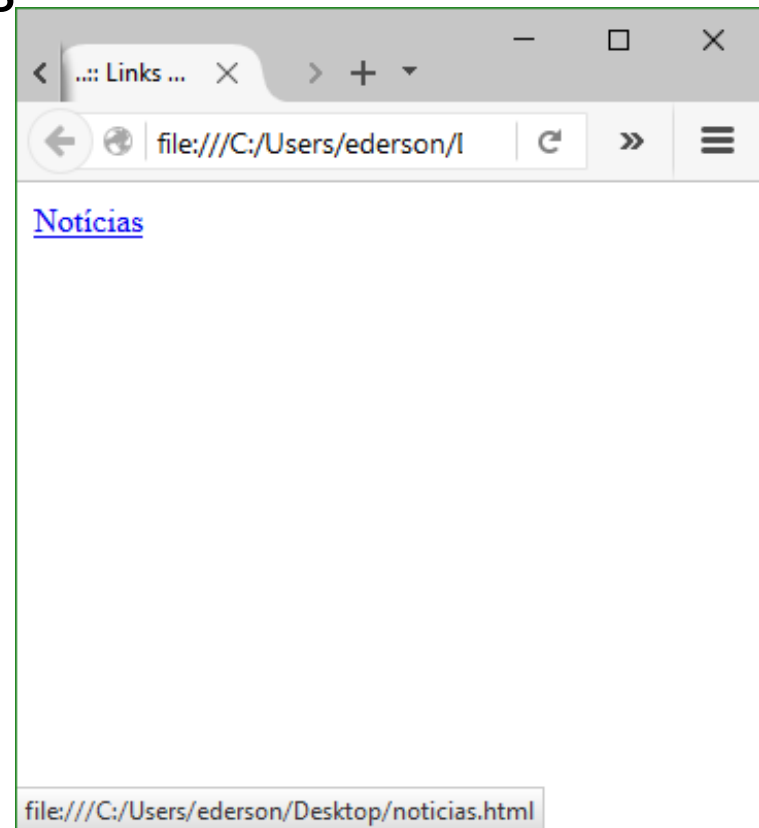 ..:: Links ...
file:///C:/Users/ederson/
Notícias
file:///C:/Users/ederson/Desktop/noticias.html